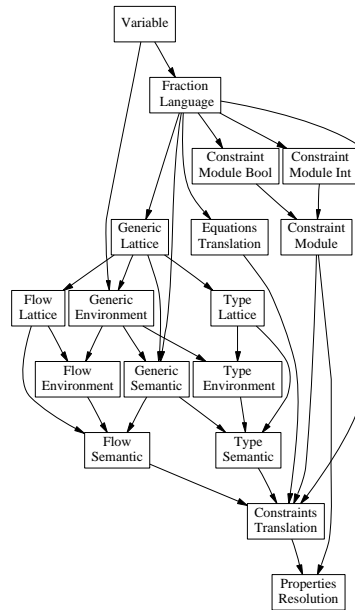 Variable
Fraction
Language
Constraint
Module Bool
Constraint
Module Int
Generic
Lattice
Equations
Translation
Constraint
Module
Flow
Lattice
Generic
Environment
Type
Lattice
Flow
Environment
Generic
Semantic
Type
Environment
Flow
Semantic
Type
Semantic
Constraints
Translation
Properties
Resolution